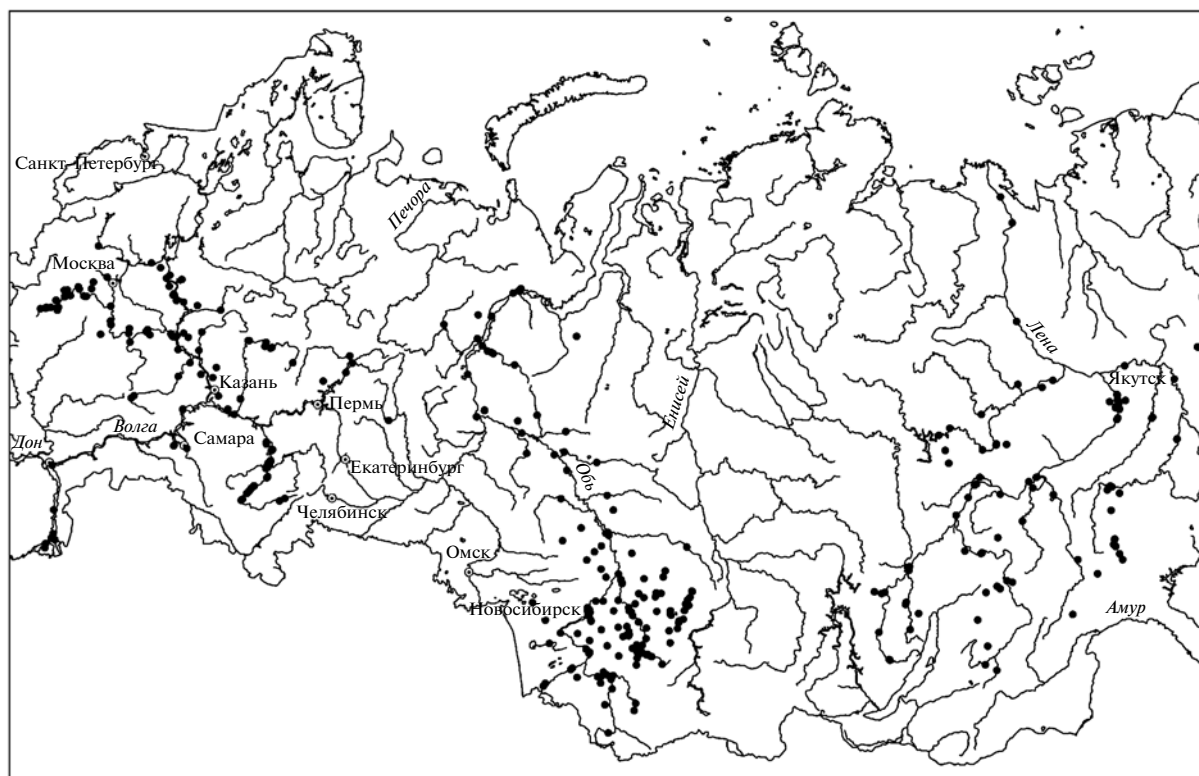 Санкт-Петербург
Печора
Москва
Лена
Якутск
Казань
Енисей
Пермь
Волга
Дон
Самара
Екатеринбург
Обь
Челябинск
Омск
Новосибирск
Амур